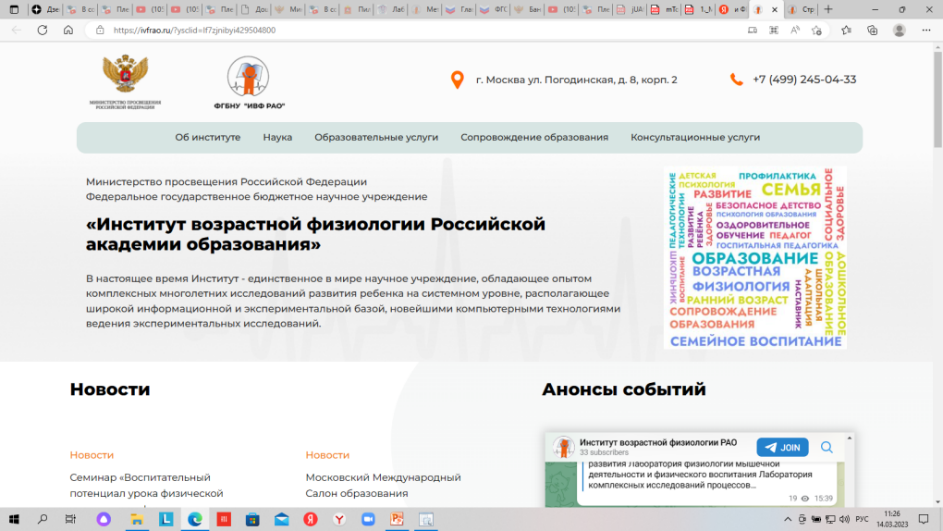 https://ivfrao.ru/?ysclid=lf7zjnibyi429504800
МИНИСТЕРСТВО ПРОСВЕЩЕНИЯ
РОССИЙСКОЙ ФЕДЕРАЦИИ
ФГБНУ "ИВФ РАО"
г. Москва ул. Погодинская, д. 8, корп. 2
+7 (499) 245-04-33
Об институте Наука Образовательные услуги Сопровождение образования Консультационные услуги
Министерство просвещения Российской Федерации
Федеральное государственное бюджетное научное учреждение
«Институт возрастной физиологии Российской
академии образования»
В настоящее время Институт - единственное в мире научное учреждение, обладающее опытом
комплексных многолетних исследований развития ребенка на системном уровне, располагающее
широкой информационной и экспериментальной базой, новейшими компьютерными технологиями
ведения экспериментальных исследований.
ПЕДАГОГИЧЕСКИЕ
ТЕХНОЛОГИИ
ДЕТСКАЯ
ПСИХОЛОГИЯ
ПРОФИЛАКТИКА
РАЗВИТИЕ
СЕМЬЯ
СОЦИАЛЬНОЕ
ЗДОРОВЬЕ
РАЗВИТИЕ
РЕБЕНКА
ЗДОРОВЬЕ
БЕЗОПАСНОЕ ДЕТСТВО
ПСИХОЛОГИЯ ОБРАЗОВАНИЯ
ОЗДОРОВИТЕЛЬНОЕ
ОБУЧЕНИЕ ПЕДАГОГ
ГОСПИТАЛЬНАЯ ПЕДАГОГИКА
ШКОЛЬНИК
ВОСПИТАНИЕ
ОБРАЗОВАНИЕ
ВОЗРАСТНАЯ
ФИЗИОЛОГИЯ
РАННИЙ ВОЗРАСТ
СОПРОВОЖДЕНИЕ
ОБРАЗОВАНИЯ
НАСТАВНИК
АДАПТАЦИЯ
ШКОЛЬНАЯ
ОБРАЗОВАНИЕ
ДОШКОЛЬНОЕ
СЕМЕЙНОЕ ВОСПИТАНИЕ
Новости
Анонсы событий
Новости
Семинар «Воспитательный
потенциал урока физической
Новости
Московский Международный
Салон образования
Институт возрастной физиологии РАО
33 subscribers
JOIN
развития Лаборатория физиологии мышечной
деятельности и физического воспитания Лаборатория
комплексных исследований процессов...
19 15:39
РУС
11:26
14.03.2023